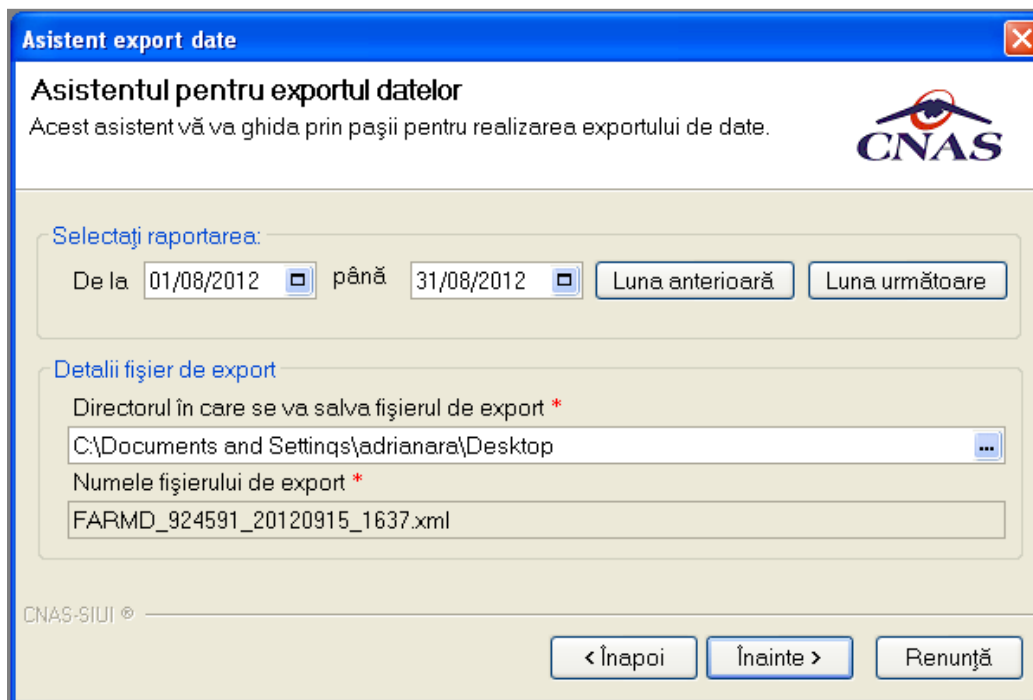 Asistent export date
Asistentul pentru exportul datelor
Acest asistent vă va ghida prin paşii pentru realizarea exportului de date.
CNAS
Selectaţi raportarea:
De la 01/08/2012 până 31/08/2012 Luna anterioară Luna următoare
Detalii fişier de export
Directorul în care se va salva fişierul de export *
C:\Documents and Settings\adrianara\Desktop ...
Numele fişierului de export *
FARMD_924591_20120915_1637.xml
CNAS-SIUI ®
< Înapoi Înainte > Renunţă